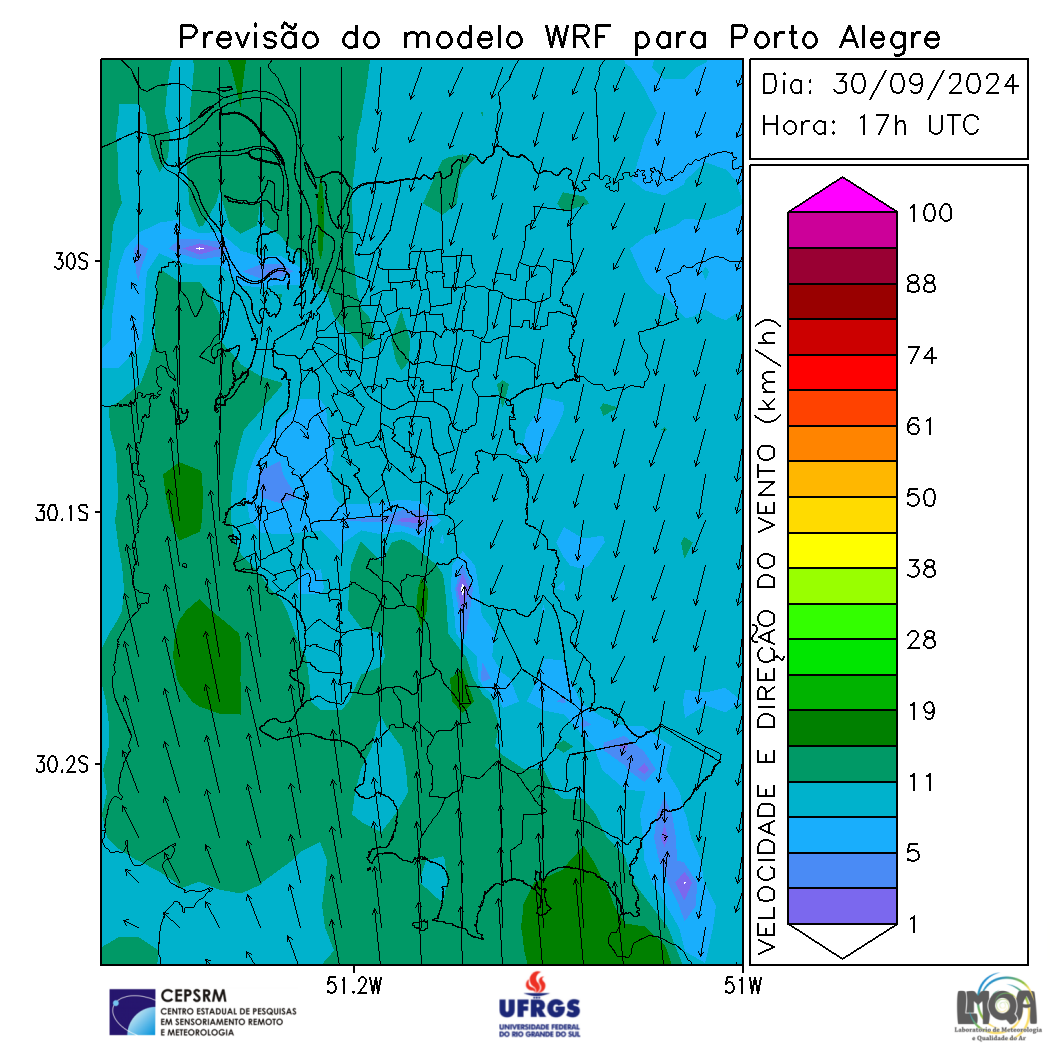 Previsão do modelo WRF para Porto Alegre
Dia: 30/09/2024
Hora: 17h UTC
30S
30.1S
30.2S
51.2W
51W
VELOCIDADE E DIREÇÃO DO VENTO (km/h)
100
88
74
61
50
38
28
19
11
5
1
CEPSRM
CENTRO ESTADUAL DE PESQUISAS
EM SENSORIAMENTO REMOTO
E METEOROLOGIA
UFRGS
UNIVERSIDADE FEDERAL
DO RIO GRANDE DO SUL
LMQA
Laboratório de Meteorologia
e Qualidade do Ar